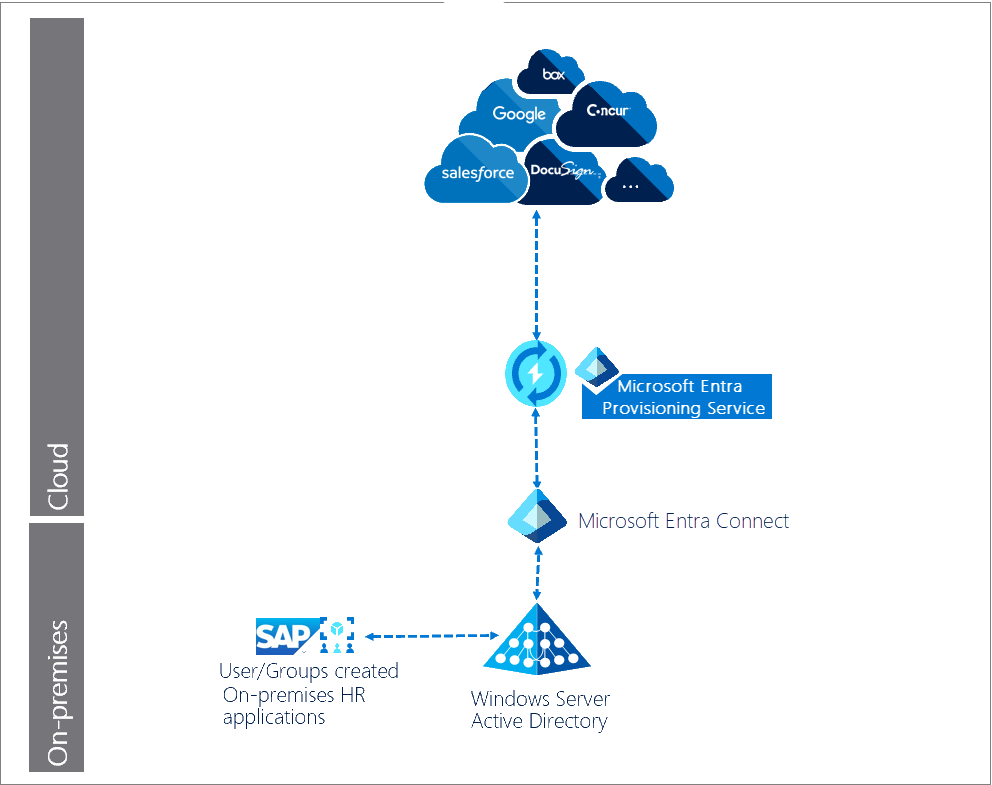 box
Google
C•ncur
salesforce
DocuSign
...
Microsoft Entra
Provisioning Service
Cloud
Microsoft Entra Connect
On-premises
SAP
User/Groups created
On-premises HR
applications
Windows Server
Active Directory